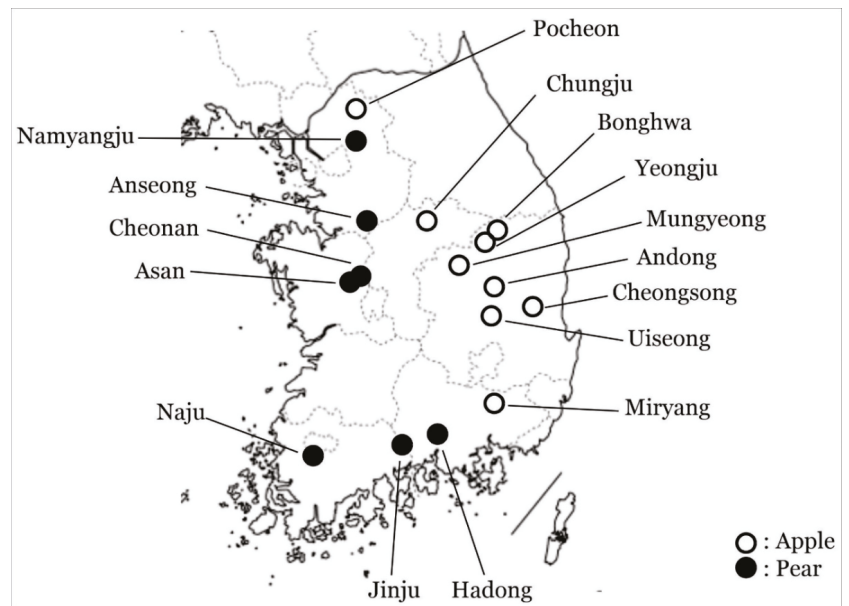 Pocheon
Chungju
Bonghwa
Namyangju
Yeongju
Anseong
Mungyeong
Cheonan
Andong
Asan
Cheongsong
Uiseong
Naju
Miryang
Jinju
Hadong
: Apple
: Pear